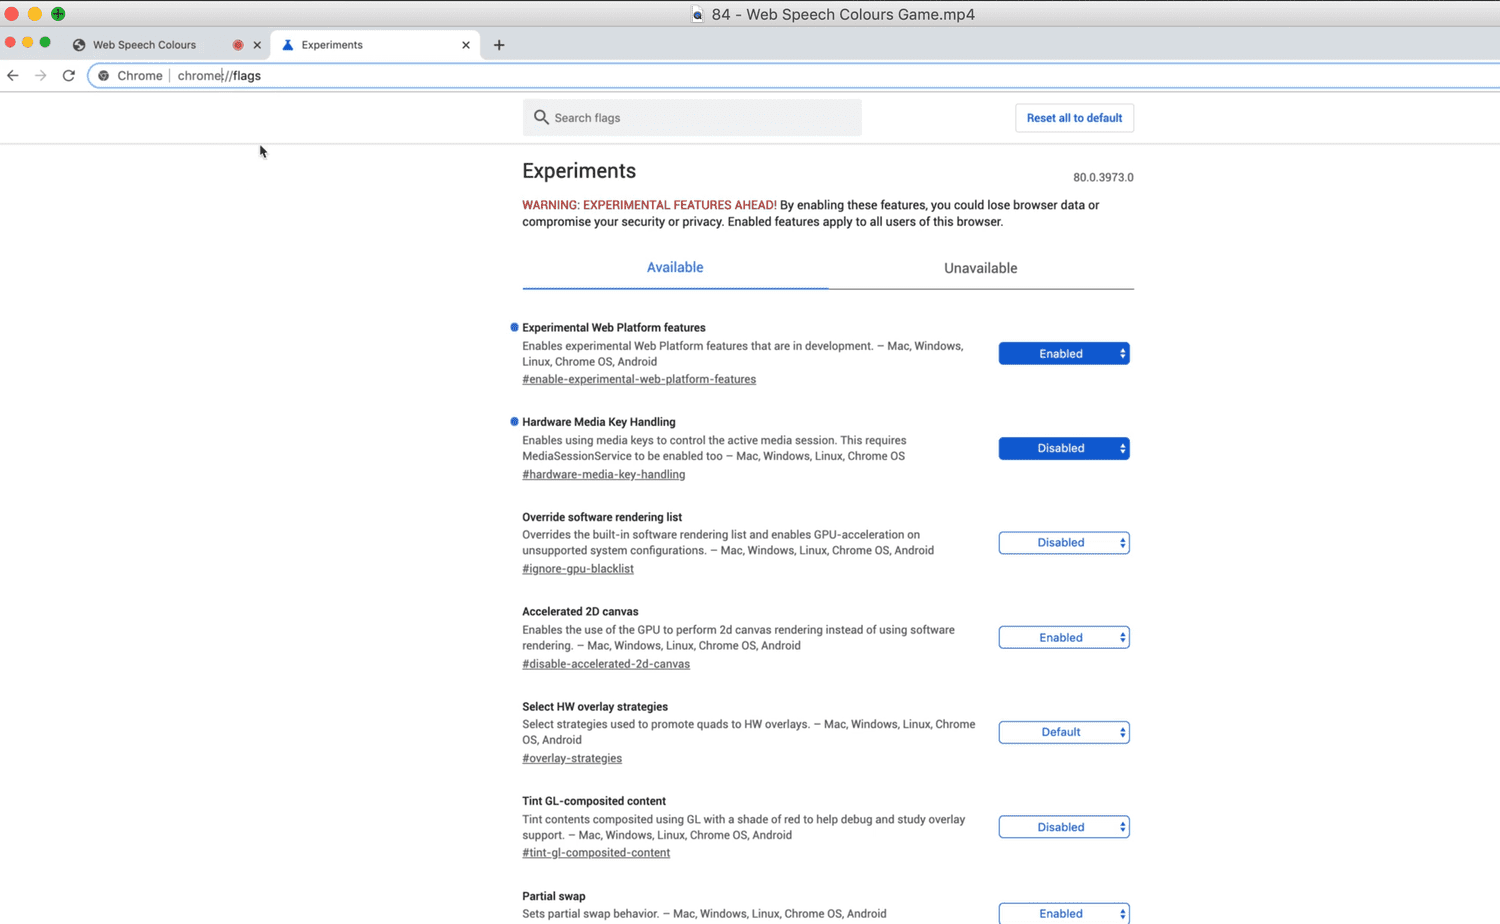 84 - Web Speech Colours Game.mp4
Web Speech Colours
Experiments
Chrome | chrome://flags
Search flags
Reset all to default
Experiments
80.0.3973.0
WARNING: EXPERIMENTAL FEATURES AHEAD! By enabling these features, you could lose browser data or
compromise your security or privacy. Enabled features apply to all users of this browser.
Available
Unavailable
Experimental Web Platform features
Enables experimental Web Platform features that are in development. – Mac, Windows,
Linux, Chrome OS, Android
#enable-experimental-web-platform-features
Enabled
Hardware Media Key Handling
Enables using media keys to control the active media session. This requires
MediaSessionService to be enabled too – Mac, Windows, Linux, Chrome OS
#hardware-media-key-handling
Disabled
Override software rendering list
Overrides the built-in software rendering list and enables GPU-acceleration on
unsupported system configurations. – Mac, Windows, Linux, Chrome OS, Android
#ignore-gpu-blacklist
Disabled
Accelerated 2D canvas
Enables the use of the GPU to perform 2d canvas rendering instead of using software
rendering. – Mac, Windows, Linux, Chrome OS, Android
#disable-accelerated-2d-canvas
Enabled
Select HW overlay strategies
Select strategies used to promote quads to HW overlays. – Mac, Windows, Linux, Chrome
OS, Android
#overlay-strategies
Default
Tint GL-composited content
Tint contents composited using GL with a shade of red to help debug and study overlay
support. – Mac, Windows, Linux, Chrome OS, Android
#tint-gl-composited-content
Disabled
Partial swap
Sets partial swap behavior. – Mac, Windows, Linux, Chrome OS, Android
Enabled